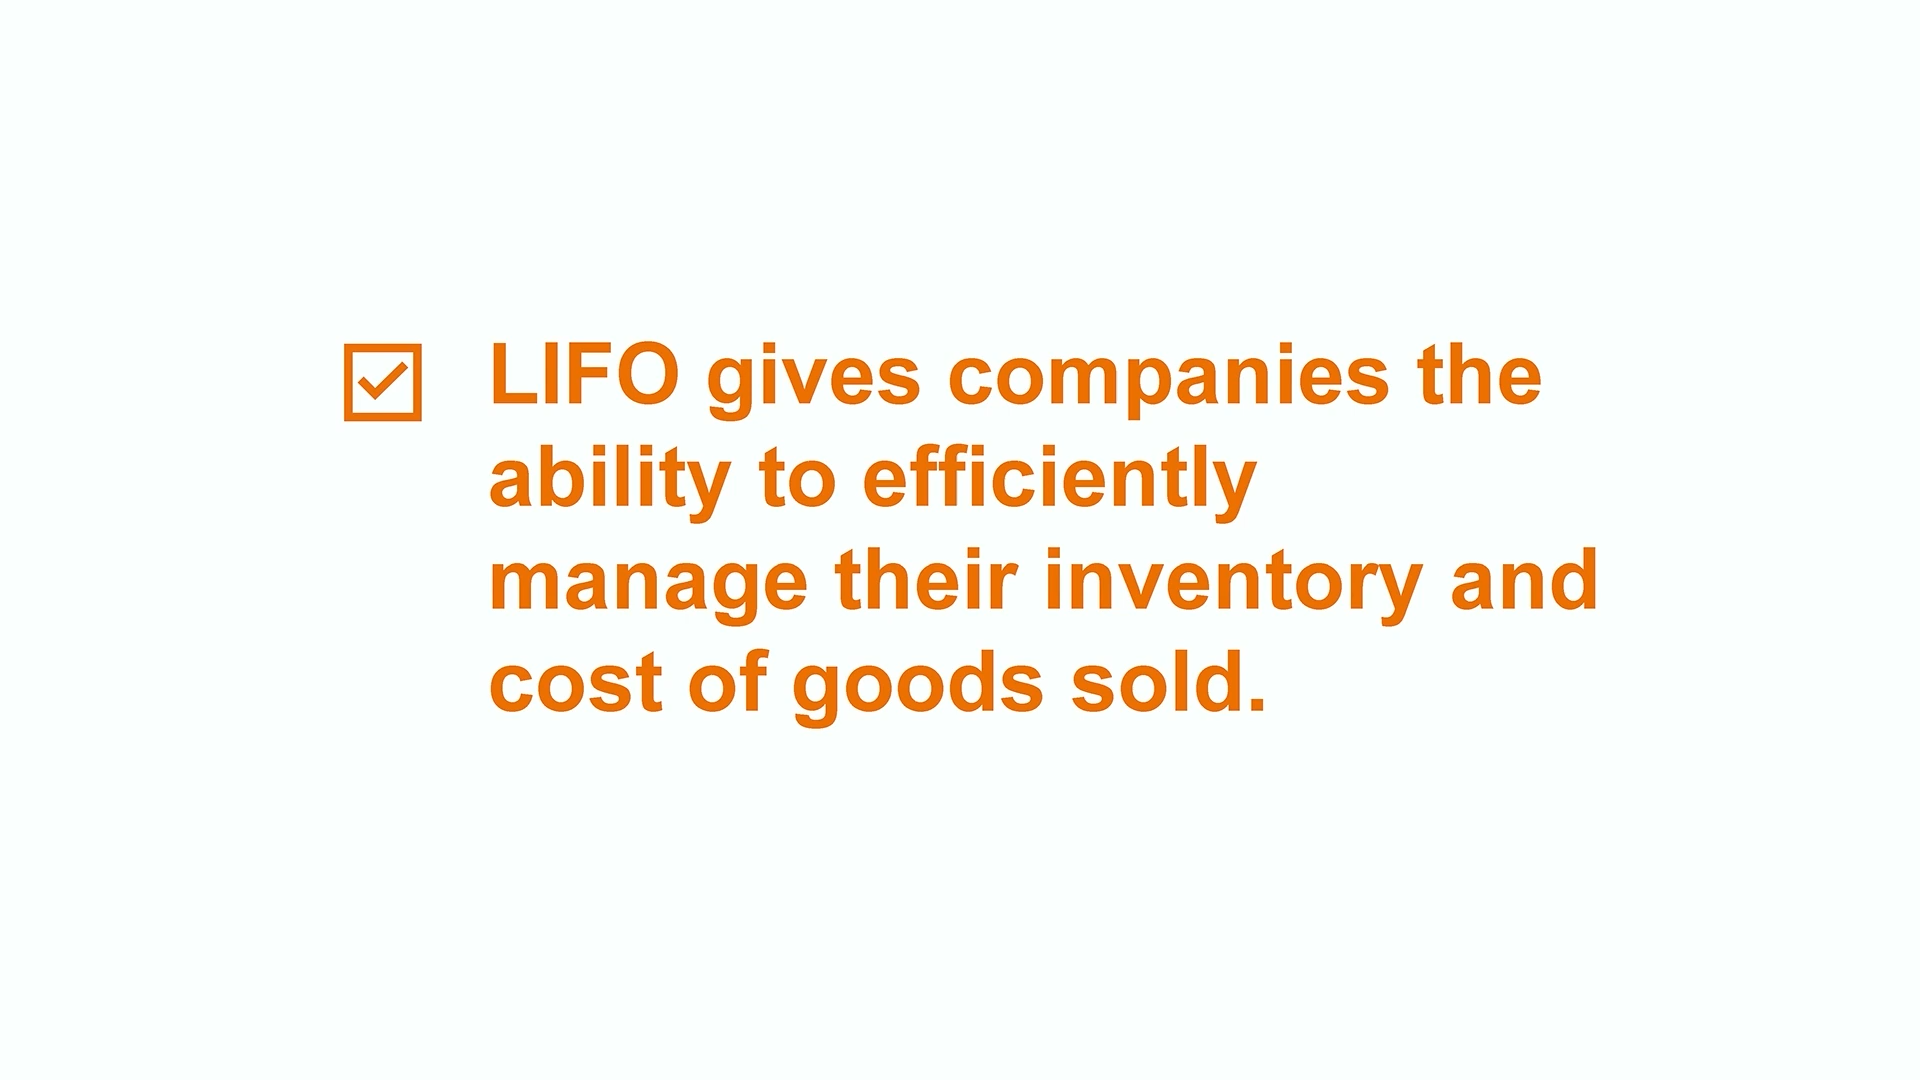 LIFO gives companies the
ability to efficiently
manage their inventory and
cost of goods sold.